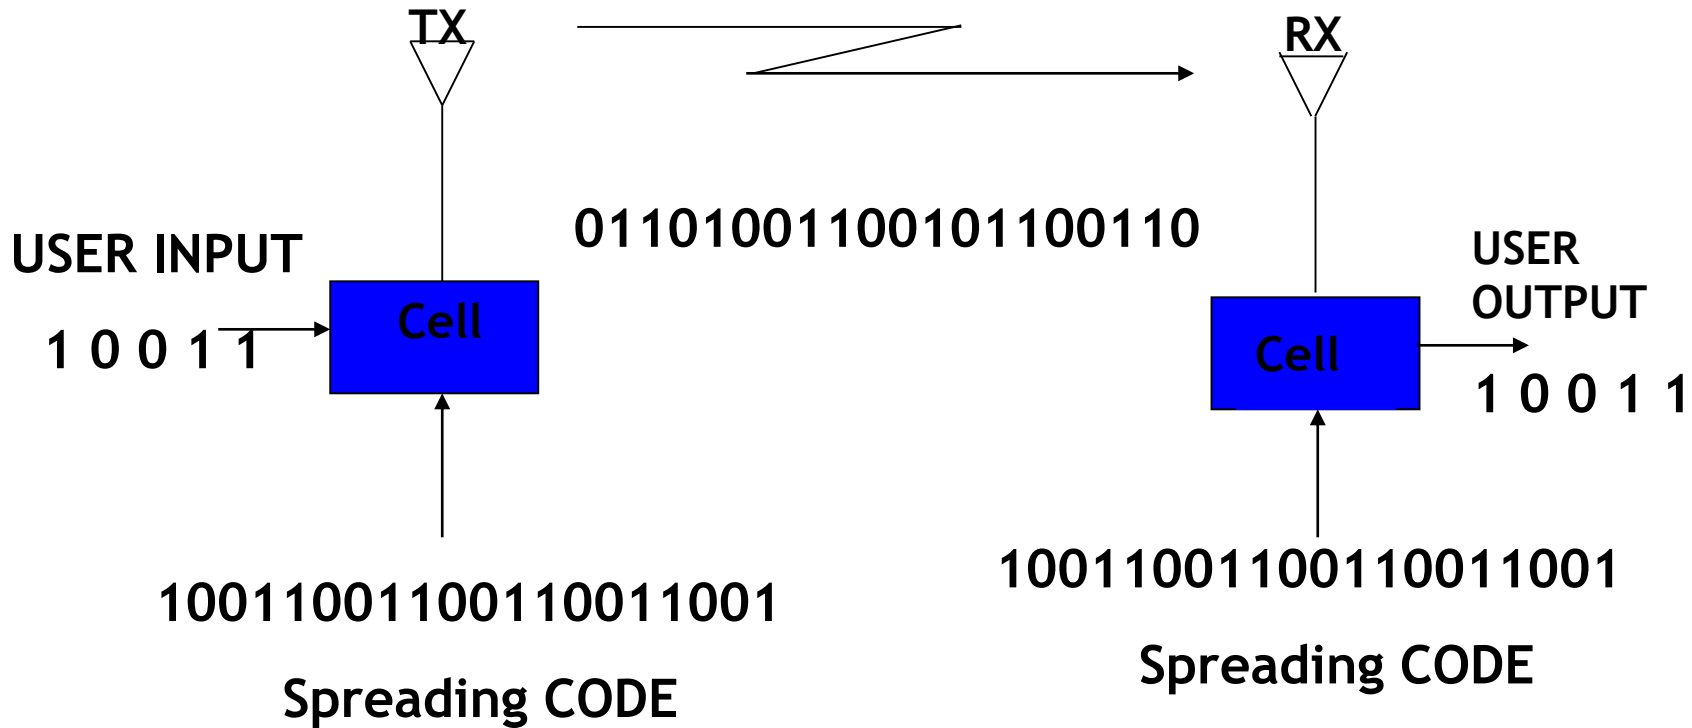 TX
RX
01101001100101100110
USER INPUT
USER
OUTPUT
Cell
1 0 0 1 1
Cell
1 0 0 1 1
10011001100110011001
10011001100110011001
Spreading CODE
Spreading CODE